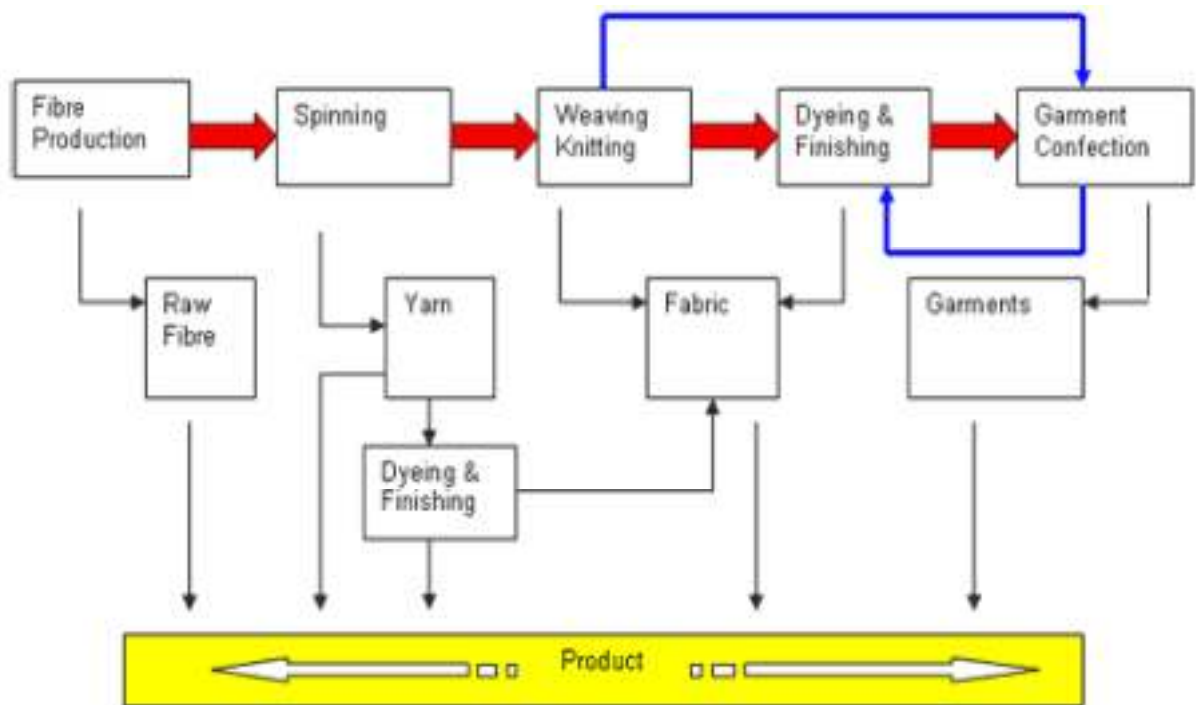 Fibre
Production
Spinning
Weaving
Knitting
Dyeing &
Finishing
Garment
Confection
Raw
Fibre
Yarn
Fabric
Garments
Dyeing &
Finishing
Product